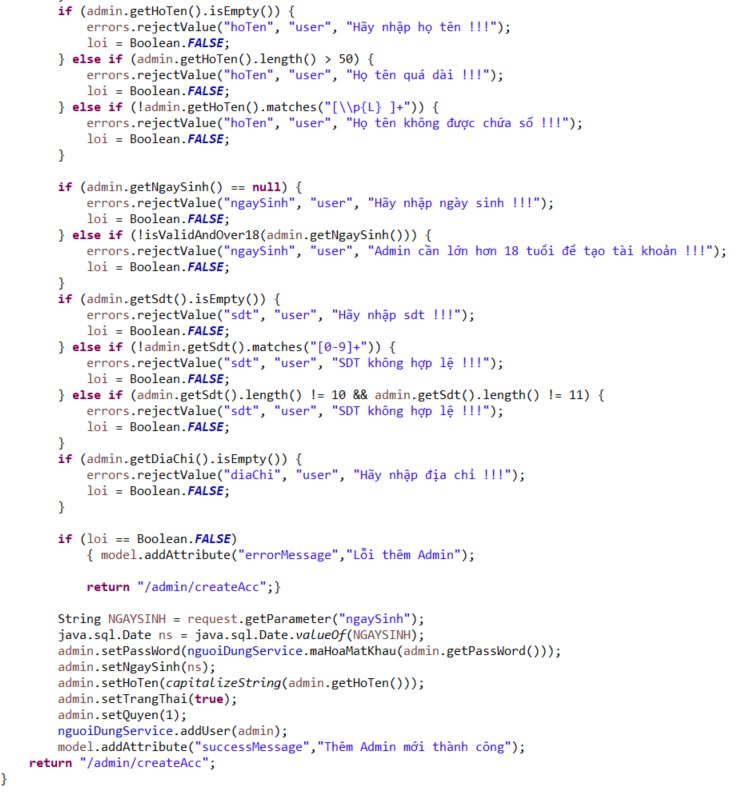 if (admin.getHoTen().isEmpty()) {
errors.rejectValue("hoTen", "user", "Hãy nhập họ tên !!!");
loi = Boolean.FALSE;
} else if (admin.getHoTen().length() > 50) {
errors.rejectValue("hoTen", "user", "Họ tên quá dài !!!");
loi = Boolean.FALSE;
} else if (!admin.getHoTen().matches("[\\p{L} ]+")) {
errors.rejectValue("hoTen", "user", "Họ tên không được chứa số !!!");
loi = Boolean.FALSE;
}
if (admin.getNgaySinh() == null) {
errors.rejectValue("ngaySinh", "user", "Hãy nhập ngày sinh !!!");
loi = Boolean.FALSE;
} else if (!isValidAndOver18(admin.getNgaySinh())) {
errors.rejectValue("ngaySinh", "user", "Admin cần lớn hơn 18 tuổi để tạo tài khoản !!!");
loi = Boolean.FALSE;
}
if (admin.getSdt().isEmpty()) {
errors.rejectValue("sdt", "user", "Hãy nhập sdt !!!");
loi = Boolean.FALSE;
} else if (!admin.getSdt().matches("[0-9]+")) {
errors.rejectValue("sdt", "user", "SDT không hợp lệ !!!");
loi = Boolean.FALSE;
} else if (admin.getSdt().length() != 10 && admin.getSdt().length() != 11) {
errors.rejectValue("sdt", "user", "SDT không hợp lệ !!!");
loi = Boolean.FALSE;
}
if (admin.getDiaChi().isEmpty()) {
errors.rejectValue("diaChi", "user", "Hãy nhập địa chỉ !!!");
loi = Boolean.FALSE;
}
if (loi == Boolean.FALSE)
{ model.addAttribute("errorMessage","Lỗi thêm Admin");
return "/admin/createAcc";}
String NGAYSINH = request.getParameter("ngaySinh");
java.sql.Date ns = java.sql.Date.valueOf(NGAYSINH);
admin.setPassWord(nguoiDungService.maHoaMatKhau(admin.getPassWord()));
admin.setNgaySinh(ns);
admin.setHoTen(capitalizeString(admin.getHoTen()));
admin.setTrangThai(true);
admin.setQuyen(1);
nguoiDungService.addUser(admin);
model.addAttribute("successMessage","Thêm Admin mới thành công");
return "/admin/createAcc";
}